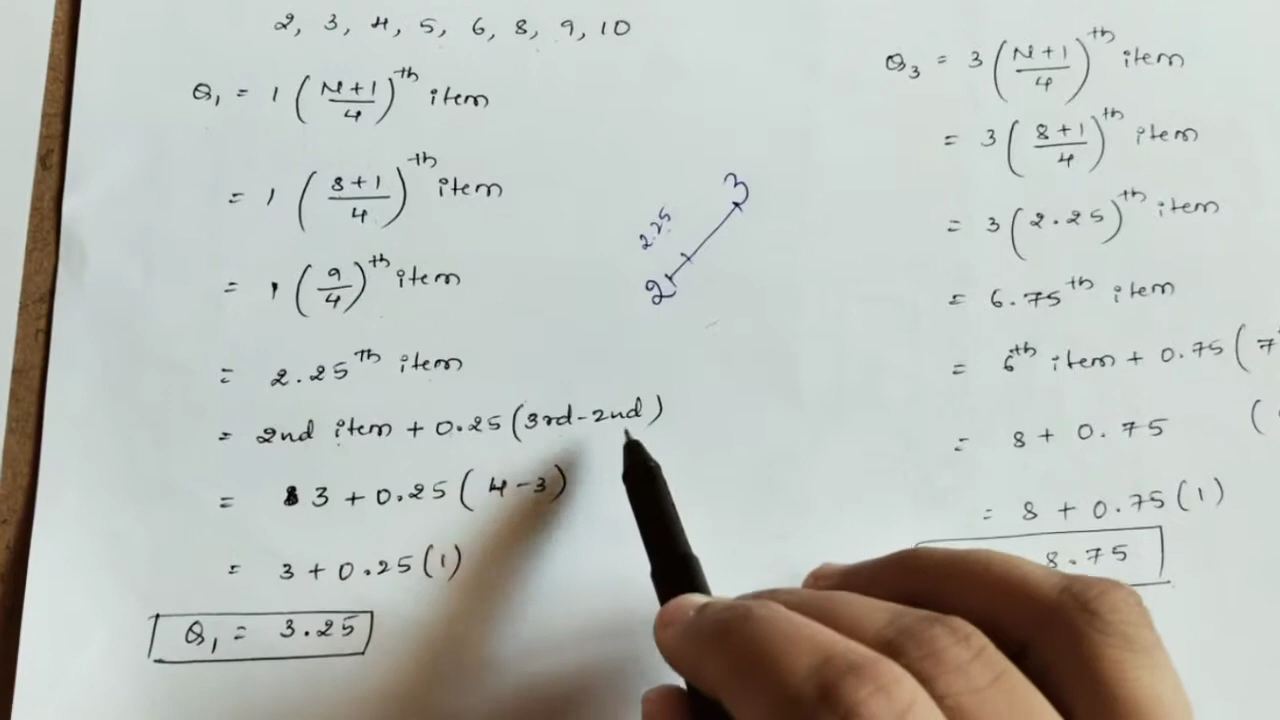 2, 3, 4, 5, 6, 8, 9, 10
Q₁ = 1 ( N+1 / 4 )ᵗʰ item
= 1 ( 8+1 / 4 )ᵗʰ item
= 1 ( 9 / 4 )ᵗʰ item
= 2.25ᵀʰ item
= 2nd item + 0.25 (3rd-2nd)
= 3 + 0.25 ( 4-3)
= 3 + 0.25 (1)
Q₁ = 3.25
2 2.25 3
Q₃ = 3 ( N+1 / 4 )ᵗʰ item
= 3 ( 8+1 / 4 )ᵗʰ item
= 3 (2.25)ᵗʰ item
= 6.75ᵗʰ item
= 6ᵗʰ item + 0.75 ( 7
= 8 + 0.75 (
= 8 + 0.75 (1)
8.75